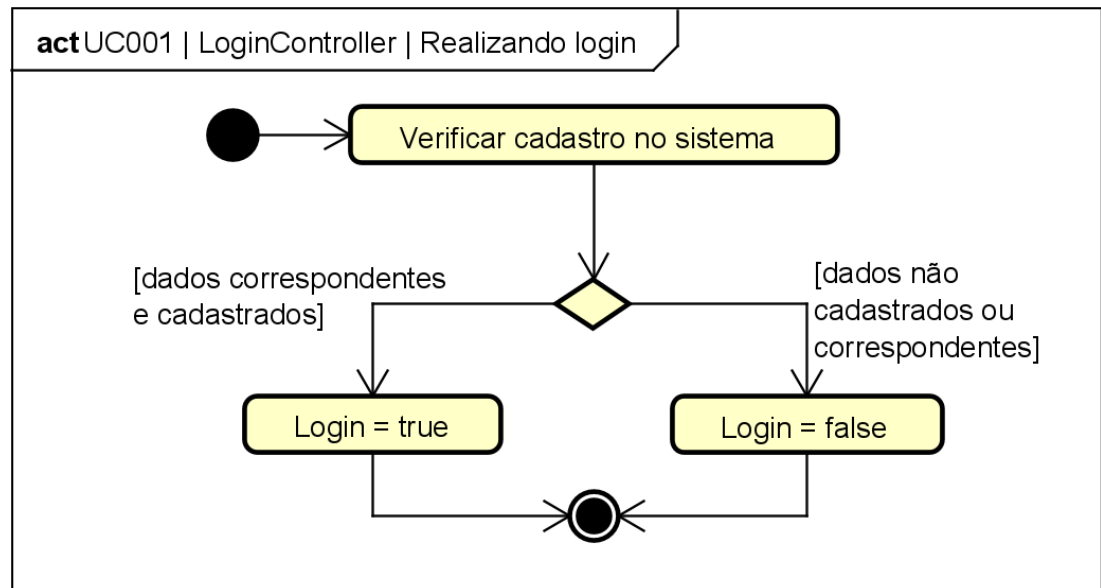 act UC001 | LoginController | Realizando login
Verificar cadastro no sistema
[dados correspondentes
e cadastrados]
[dados não
cadastrados ou
correspondentes]
Login = true
Login = false